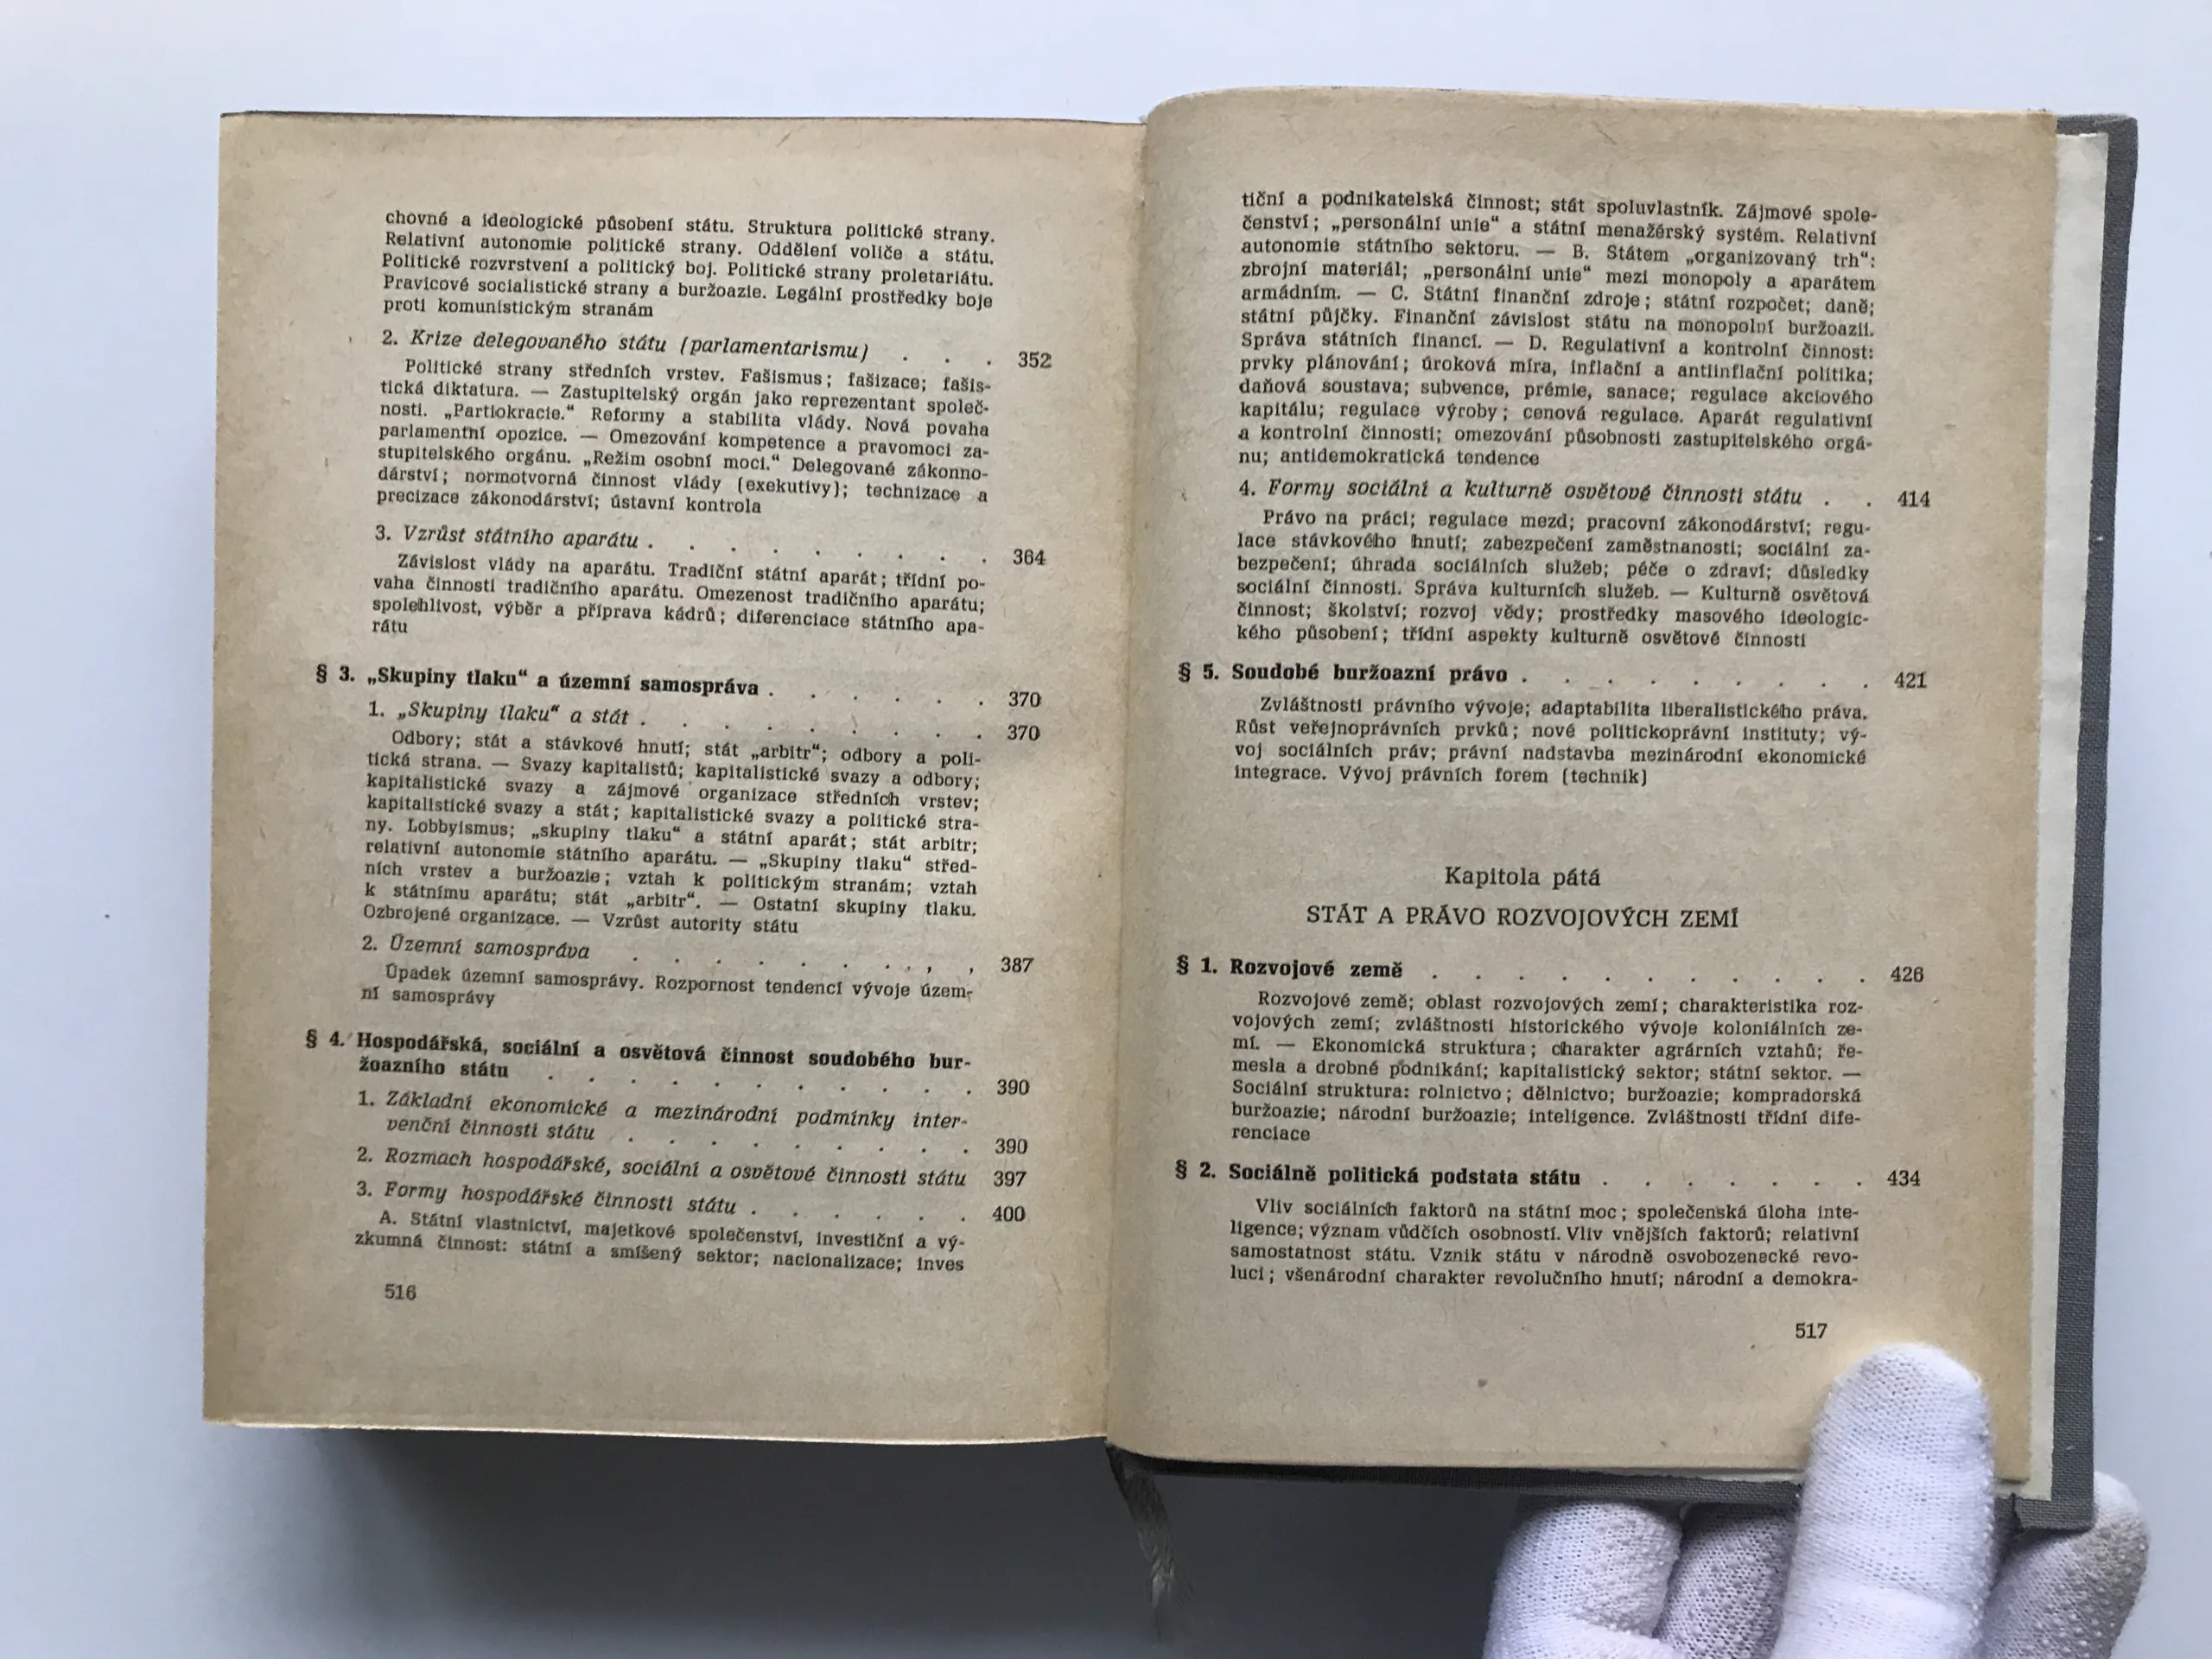 chovné a ideologické působení státu. Struktura politické strany.
Relativní autonomie politické strany. Oddělení voliče a státu.
Politické rozvrstvení a politický boj. Politické strany proletariátu.
Pravicové socialistické strany a buržoazie. Legální prostředky boje
proti komunistickým stranám
2. Krize delegovaného státu (parlamentarismu) . . . 352
Politické strany středních vrstev. Fašismus; fašizace; fašis-
tická diktatura. — Zastupitelský orgán jako reprezentant společ-
nosti. „Partiokracie.“ Reformy a stabilita vlády. Nová povaha
parlamentní opozice. — Omezování kompetence a pravomoci za-
stupitelského orgánu. „Režim osobní moci.“ Delegované zákonno-
dárství; normotvorná činnost vlády (exekutivy); technizace a
precizace zákonodárství; ústavní kontrola
3. Vzrůst státního aparátu . . . . . . . . . 364
Závislost vlády na aparátu. Tradiční státní aparát; třídní po-
vaha činnosti tradičního aparátu. Omezenost tradičního aparátu;
spolehlivost, výběr a příprava kádrů; diferenciace státního apa-
rátu
§ 3. „Skupiny tlaku“ a územní samospráva . . . . . . 370
1. „Skupiny tlaku“ a stát . . . . . . . . . 370
Odbory; stát a stávkové hnutí; stát „arbitr“; odbory a poli-
tická strana. — Svazy kapitalistů; kapitalistické svazy a odbory;
kapitalistické svazy a zájmové organizace středních vrstev;
kapitalistické svazy a stát; kapitalistické svazy a politické stra-
ny. Lobbyismus; „skupiny tlaku“ a státní aparát; stát arbitr;
relativní autonomie státního aparátu. — „Skupiny tlaku“ střed-
ních vrstev a buržoazie; vztah k politickým stranám; vztah
k státnímu aparátu; stát „arbitr“. — Ostatní skupiny tlaku.
Ozbrojené organizace. — Vzrůst autority státu
2. Územní samospráva . . . . . . . . , , 387
Úpadek územní samosprávy. Rozpornost tendencí vývoje územ-
ní samosprávy
§ 4. Hospodářská, sociální a osvětová činnost soudobého bur-
žoazního státu . . . . . . . . . . . 390
1. Základní ekonomické a mezinárodní podmínky inter-
venční činnosti státu . . . . . . . . . 390
2. Rozmach hospodářské, sociální a osvětové činnosti státu 397
3. Formy hospodářské činnosti státu . . . . . . 400
A. Státní vlastnictví, majetkové společenství, investiční a vý-
zkumná činnost: státní a smíšený sektor; nacionalizace; inves
516
tiční a podnikatelská činnost; stát spoluvlastník. Zájmové spole-
čenství; „personální unie“ a státní menažérský systém. Relativní
autonomie státního sektoru. — B. Státem „organizovaný trh“:
zbrojní materiál; „personální unie“ mezi monopoly a aparátem
armádním. — C. Státní finanční zdroje; státní rozpočet; daně;
státní půjčky. Finanční závislost státu na monopolní buržoazii.
Správa státních financí. — D. Regulativní a kontrolní činnost:
prvky plánování; úroková míra, inflační a antiinflační politika;
daňová soustava; subvence, prémie, sanace; regulace akciového
kapitálu; regulace výroby; cenová regulace. Aparát regulativní
a kontrolní činnosti; omezování působnosti zastupitelského orgá-
nu; antidemokratická tendence
4. Formy sociální a kulturně osvětové činnosti státu . . 414
Právo na práci; regulace mezd; pracovní zákonodárství; regu-
lace stávkového hnutí; zabezpečení zaměstnanosti; sociální za-
bezpečení; úhrada sociálních služeb; péče o zdraví; důsledky
sociální činnosti. Správa kulturních služeb. — Kulturně osvětová
činnost; školství; rozvoj vědy; prostředky masového ideologic-
kého působení; třídní aspekty kulturně osvětové činnosti
§ 5. Soudobé buržoazní právo . . . . . . . . . 421
Zvláštnosti právního vývoje; adaptabilita liberalistického práva.
Růst veřejnoprávních prvků; nové politickoprávní instituty; vý-
voj sociálních práv; právní nadstavba mezinárodní ekonomické
integrace. Vývoj právních forem (technik)
Kapitola pátá
STÁT A PRÁVO ROZVOJOVÝCH ZEMÍ
§ 1. Rozvojové země . . . . . . . . . . . 426
Rozvojové země; oblast rozvojových zemí; charakteristika roz-
vojových zemí; zvláštnosti historického vývoje koloniálních ze-
mí. — Ekonomická struktura; charakter agrárních vztahů; ře-
mesla a drobné podnikání; kapitalistický sektor; státní sektor. —
Sociální struktura: rolnictvo; dělnictvo; buržoazie; kompradorská
buržoazie; národní buržoazie; inteligence. Zvláštnosti třídní dife-
renciace
§ 2. Sociálně politická podstata státu . . . . . . . 434
Vliv sociálních faktorů na státní moc; společenská úloha inte-
ligence; význam vůdčích osobností. Vliv vnějších faktorů; relativní
samostatnost státu. Vznik státu v národně osvobozenecké revo-
luci; všenárodní charakter revolučního hnutí; národní a demokra-
517